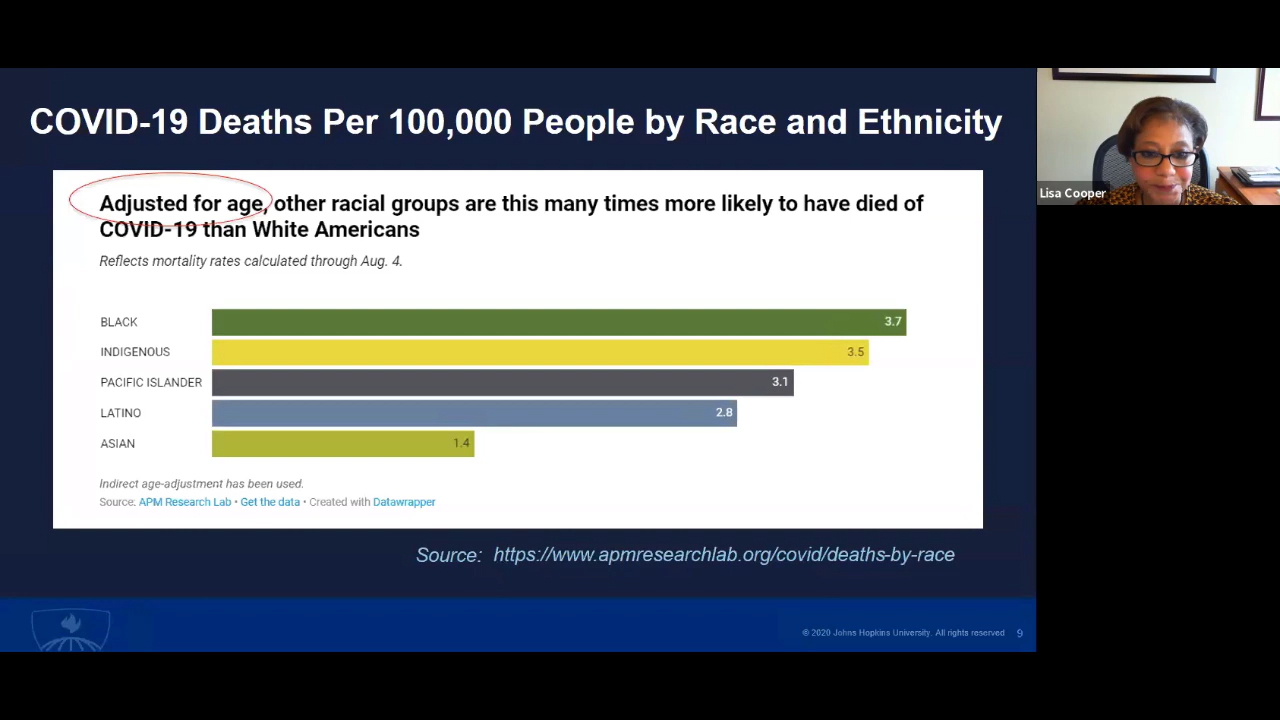 COVID-19 Deaths Per 100,000 People by Race and Ethnicity
Adjusted for age, other racial groups are this many times more likely to have died of
COVID-19 than White Americans
Reflects mortality rates calculated through Aug. 4.
BLACK 3.7
INDIGENOUS 3.5
PACIFIC ISLANDER 3.1
LATINO 2.8
ASIAN 1.4
Indirect age-adjustment has been used.
Source: APM Research Lab • Get the data • Created with Datawrapper
Source: https://www.apmresearchlab.org/covid/deaths-by-race
© 2020 Johns Hopkins University. All rights reserved 9
Lisa Cooper